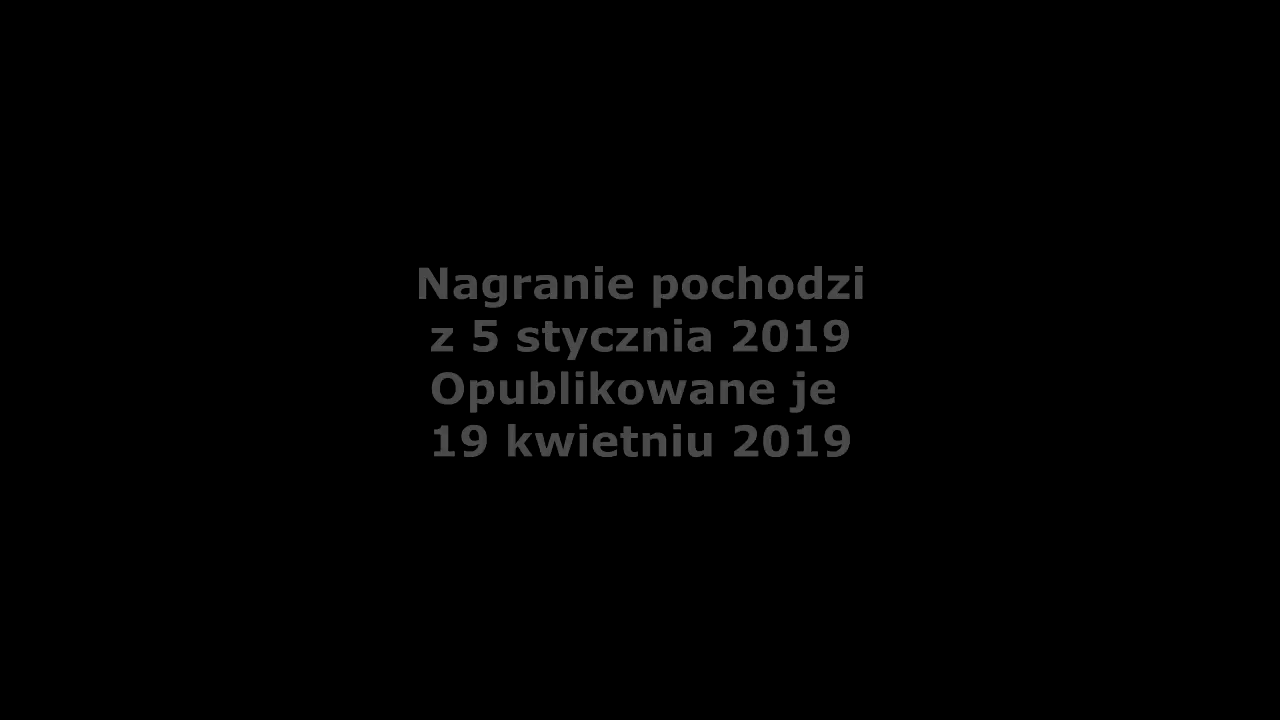 Nagranie pochodzi
z 5 stycznia 2019
Opublikowane je
19 kwietniu 2019